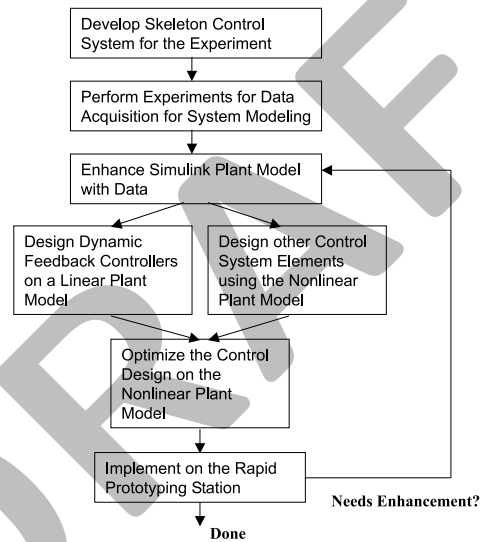 Develop Skeleton Control
System for the Experiment
Perform Experiments for Data
Acquisition for System Modeling
Enhance Simulink Plant Model
with Data
Design Dynamic
Feedback Controllers
on a Linear Plant
Model
Design other Control
System Elements
using the Nonlinear
Plant Model
Optimize the Control
Design on the
Nonlinear Plant
Model
Implement on the Rapid
Prototyping Station
Needs Enhancement?
Done
DRAF